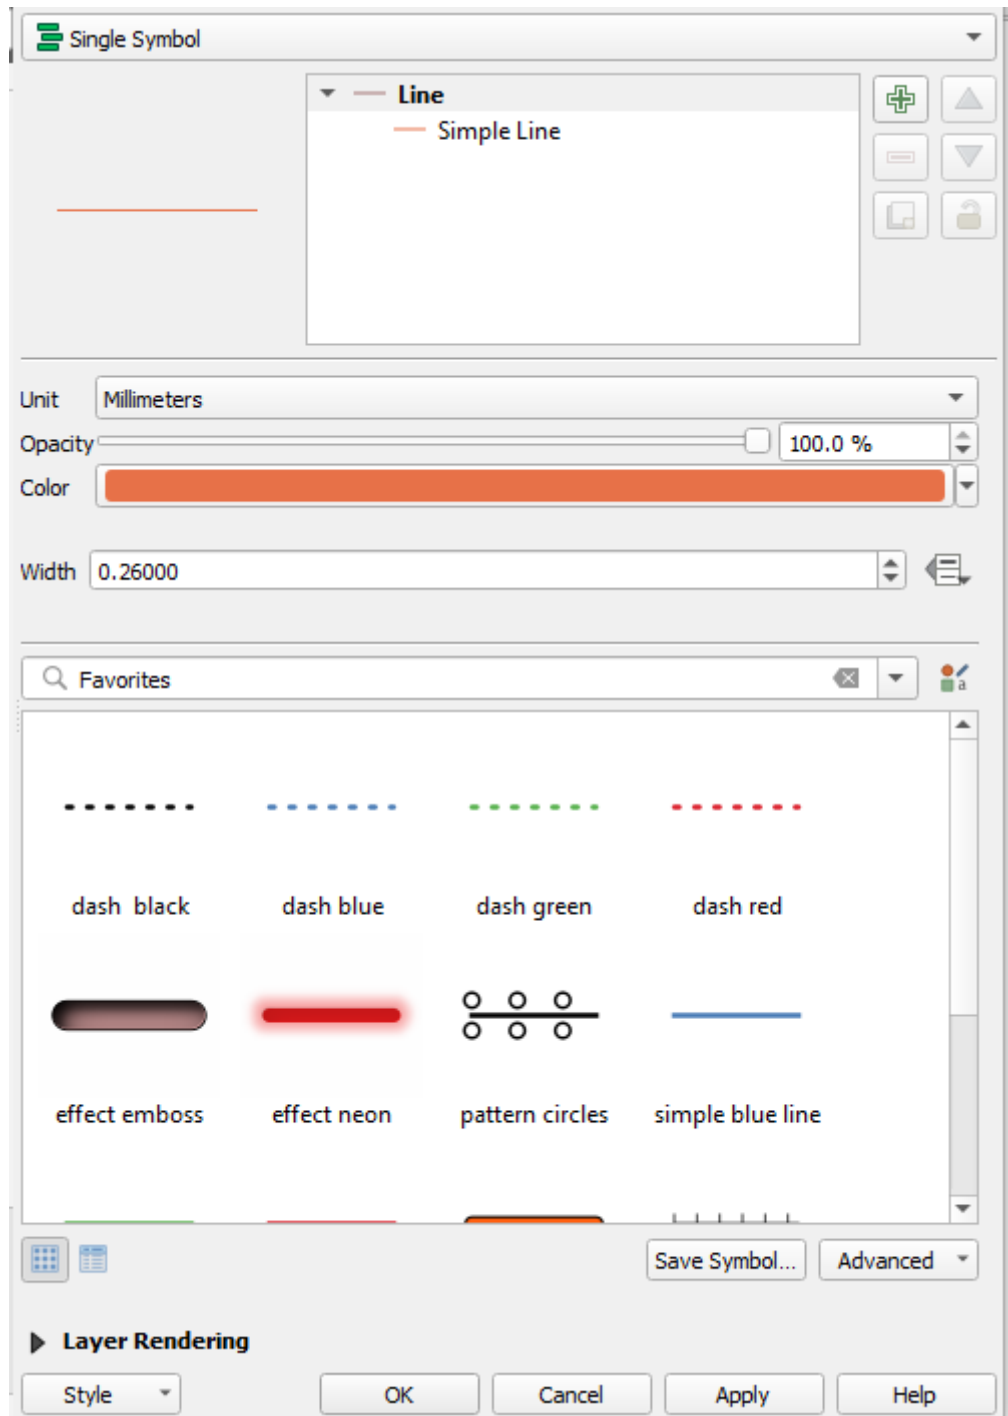 Single Symbol
Line
Simple Line
Unit Millimeters
Opacity 100.0 %
Color
Width 0.26000
Favorites
a
dash  black dash blue dash green dash red
effect emboss effect neon pattern circles simple blue line
Save Symbol... Advanced
Layer Rendering
Style OK Cancel Apply Help